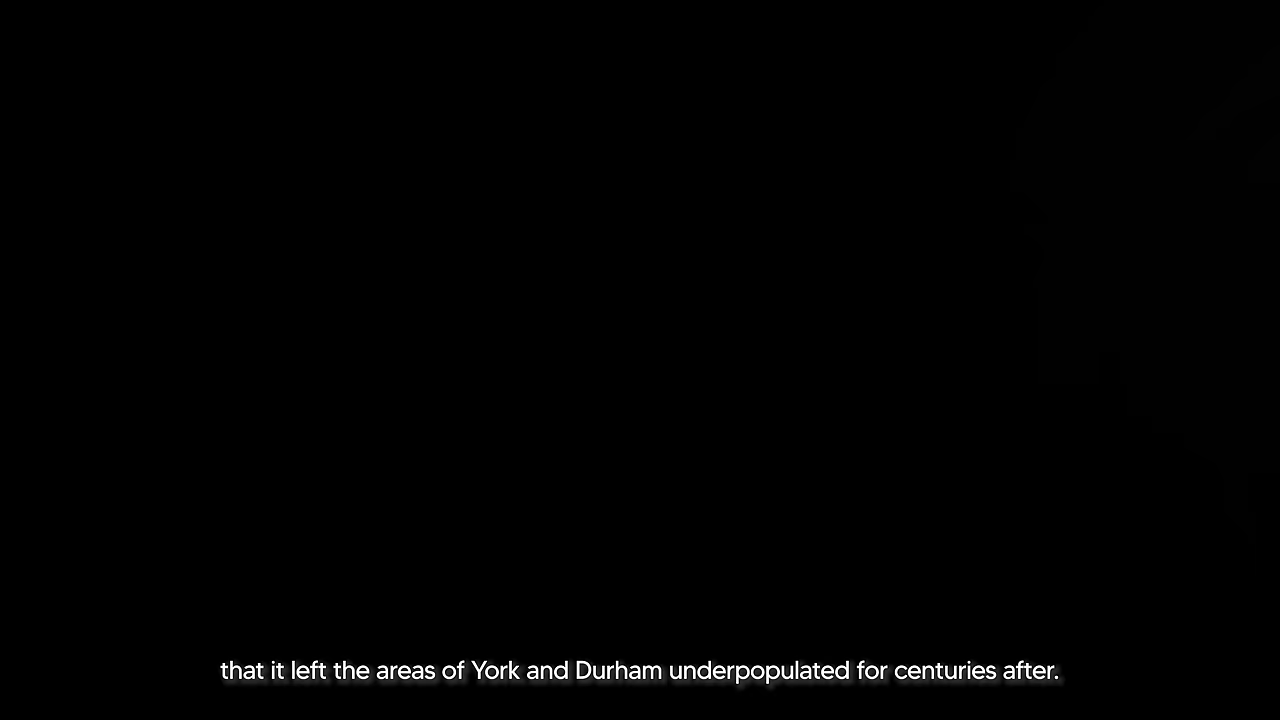 that it left the areas of York and Durham underpopulated for centuries after.